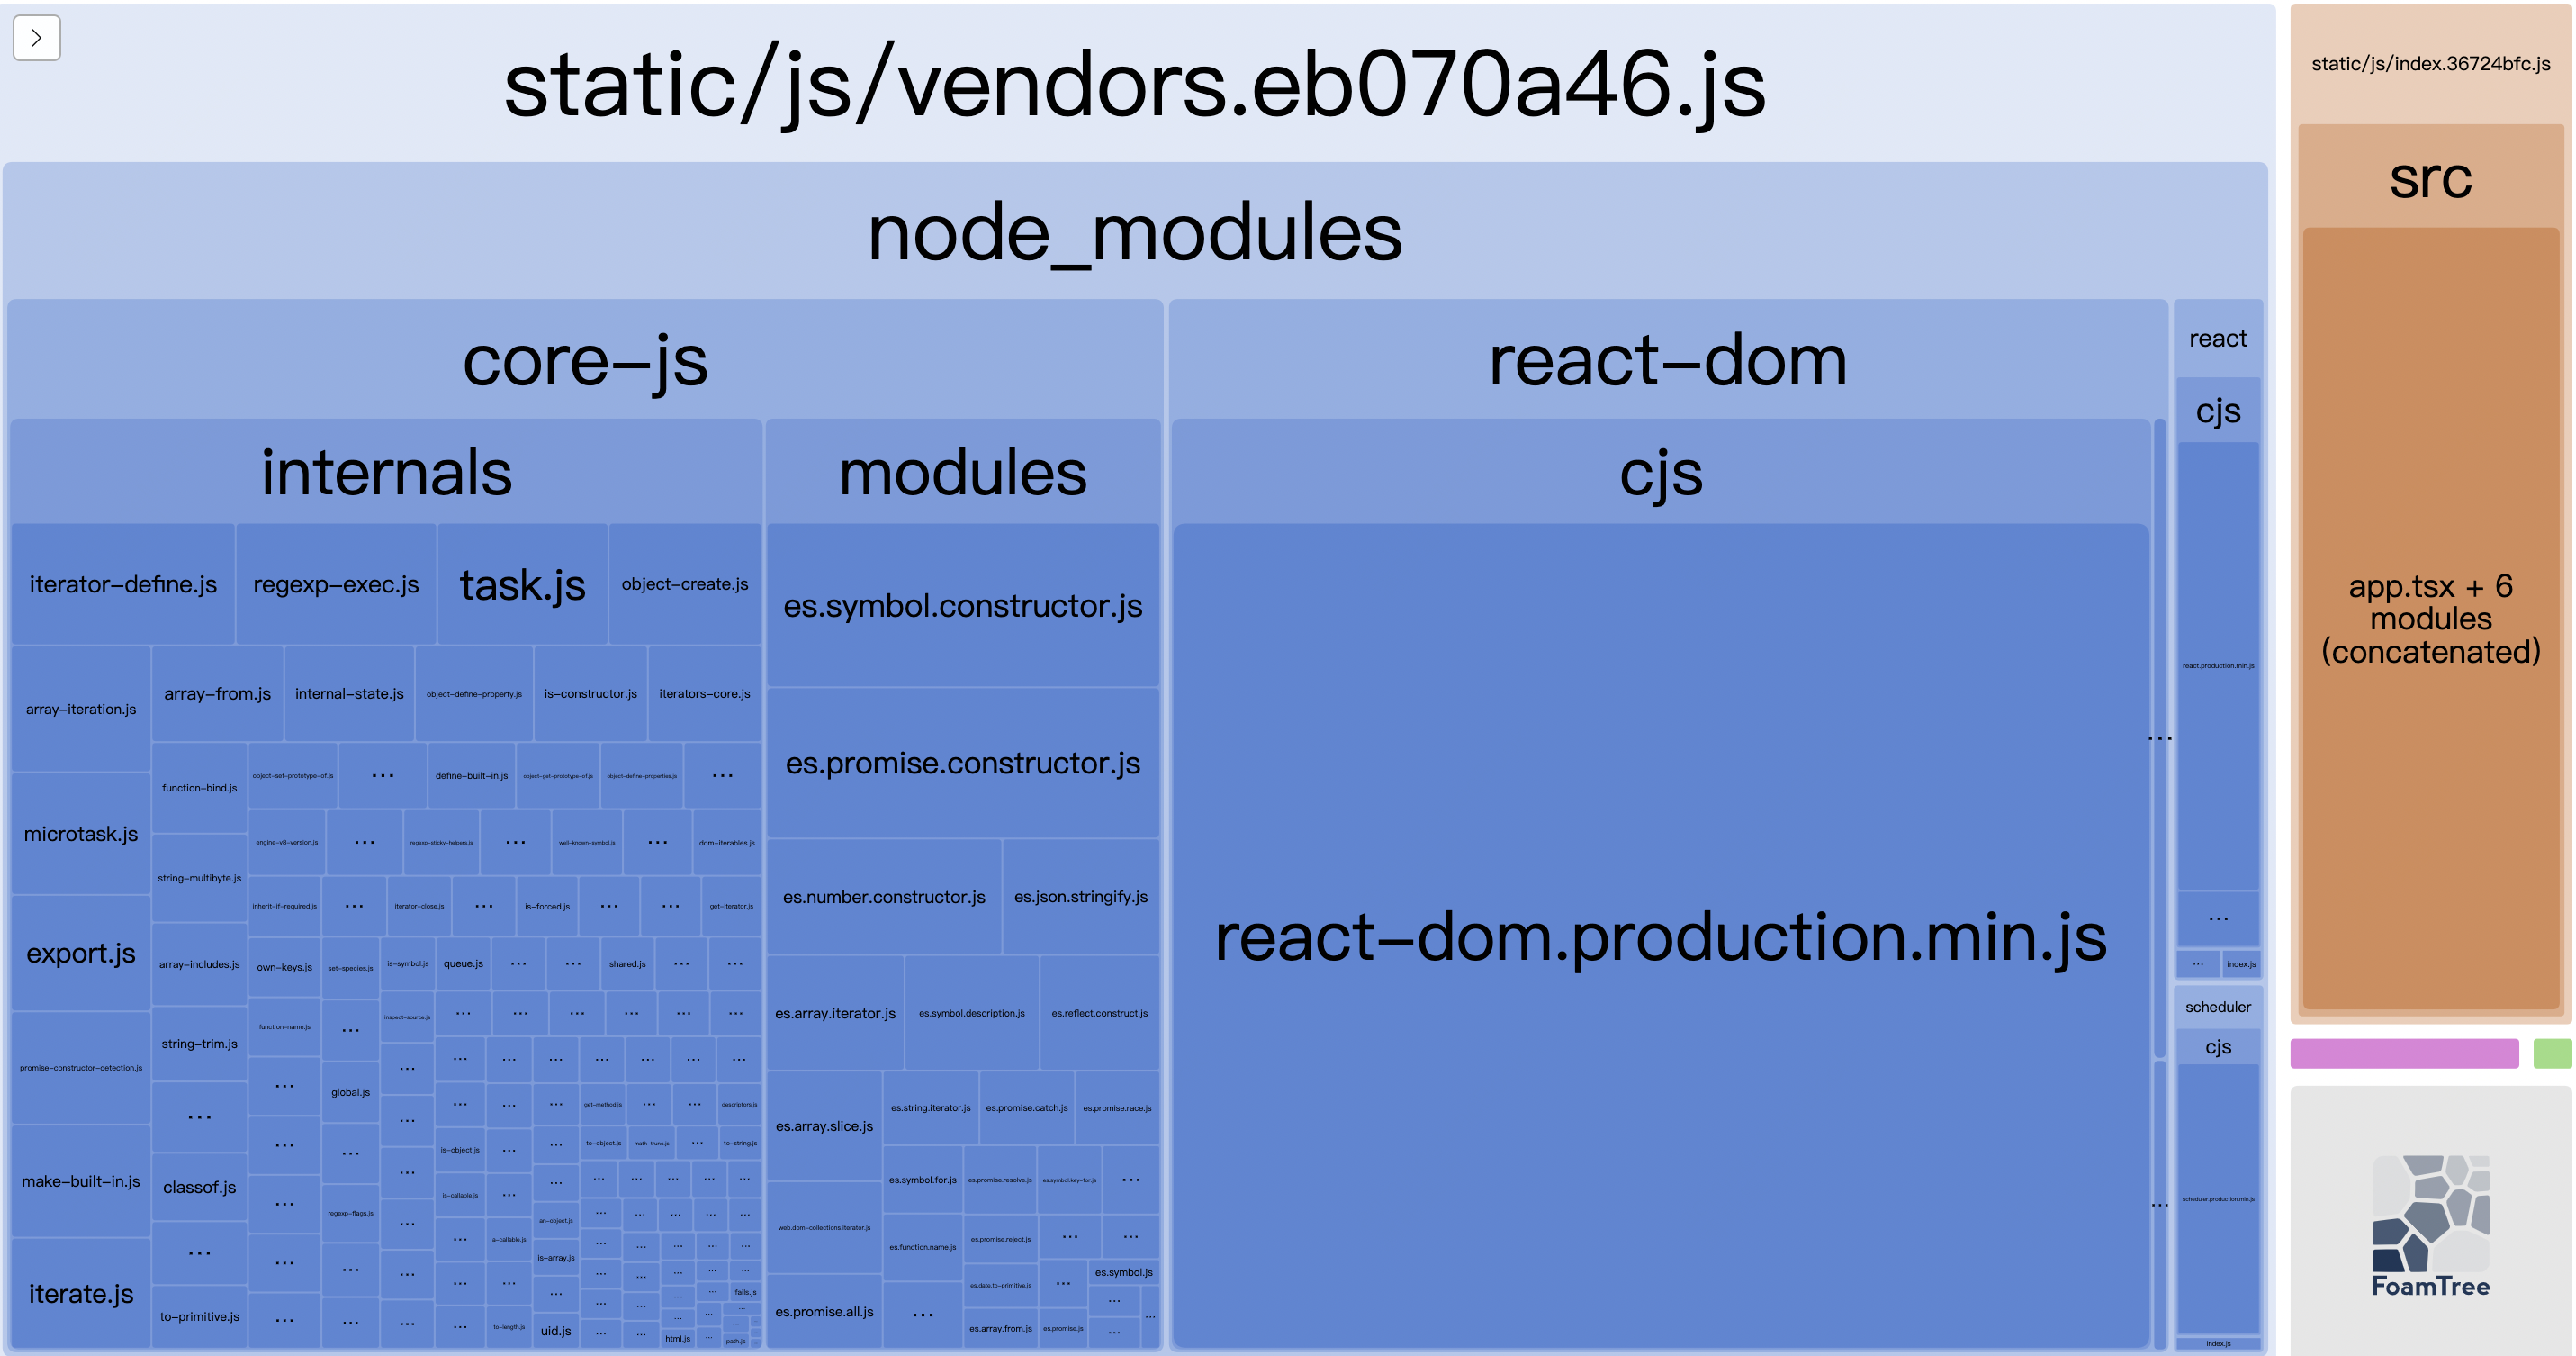 static/js/vendors.eb070a46.js
node_modules
core-js
internals
iterator-define.js
regexp-exec.js
task.js
object-create.js
array-iteration.js
array-from.js
internal-state.js
object-define-property.js
is-constructor.js
iterators-core.js
function-bind.js
object-set-prototype-of.js
...
define-built-in.js
object-get-prototype-of.js
object-define-properties.js
...
microtask.js
engine-v8-version.js
...
regexp-sticky-helpers.js
...
well-known-symbol.js
...
dom-iterables.js
string-multibyte.js
inherit-if-required.js
...
iterator-close.js
...
is-forced.js
...
...
get-iterator.js
export.js
array-includes.js
own-keys.js
set-species.js
is-symbol.js
queue.js
...
...
shared.js
...
...
string-trim.js
function-name.js
...
inspect-source.js
promise-constructor-detection.js
global.js
get-method.js
descriptors.js
is-object.js
to-object.js
math-trunc.js
to-string.js
make-built-in.js
classof.js
regexp-flags.js
is-callable.js
an-object.js
a-callable.js
is-array.js
iterate.js
to-primitive.js
to-length.js
uid.js
fails.js
html.js
path.js
modules
es.symbol.constructor.js
es.promise.constructor.js
es.number.constructor.js
es.json.stringify.js
es.array.iterator.js
es.symbol.description.js
es.reflect.construct.js
es.array.slice.js
es.string.iterator.js
es.promise.catch.js
es.promise.race.js
es.symbol.for.js
es.promise.resolve.js
es.symbol.key-for.js
...
web.dom-collections.iterator.js
es.function.name.js
es.promise.reject.js
...
...
es.date.to-primitive.js
...
es.symbol.js
es.promise.all.js
...
es.array.from.js
es.promise.js
react-dom
cjs
react-dom.production.min.js
...
...
react
cjs
react.production.min.js
...
...
index.js
scheduler
cjs
scheduler.production.min.js
index.js
static/js/index.36724bfc.js
src
app.tsx + 6
modules
(concatenated)
FoamTree